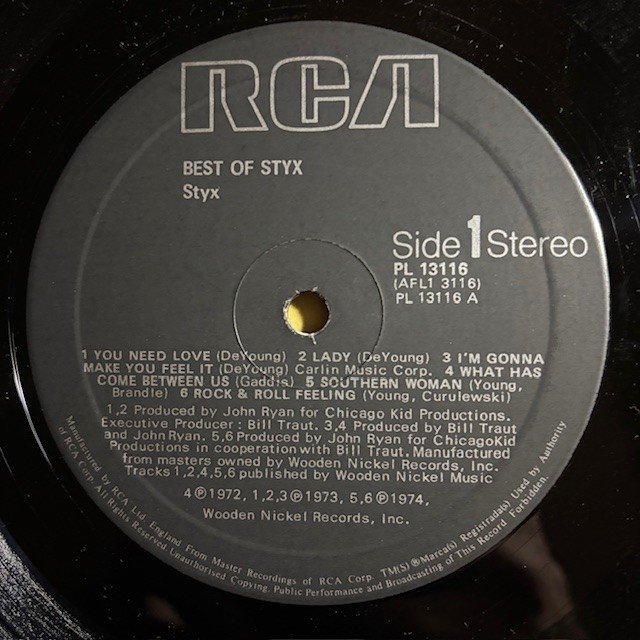 RCA
BEST OF STYX
Styx
Side 1 Stereo
PL 13116
(AFL1 3116)
PL 13116 A
1 YOU NEED LOVE (DeYoung) 2 LADY (DeYoung) 3 I'M GONNA
MAKE YOU FEEL IT (DeYoung) Carlin Music Corp. 4 WHAT HAS
COME BETWEEN US (Gaddis) 5 SOUTHERN WOMAN (Young,
Brandle) 6 ROCK & ROLL FEELING (Young, Curulewski)
1,2 Produced by John Ryan for Chicago Kid Productions.
Executive Producer : Bill Traut. 3,4 Produced by Bill Traut
and John Ryan. 5,6 Produced by John Ryan for ChicagoKid
Productions in cooperation with Bill Traut. Manufactured
from masters owned by Wooden Nickel Records, Inc.
Tracks 1,2,4,5,6 published by Wooden Nickel Music
4 ℗ 1972, 1,2,3 ℗ 1973, 5,6 ℗ 1974,
Wooden Nickel Records, Inc.
Manufactured by RCA Ltd. England From Master Recordings of RCA Corp. TM(S) ® Marca(s) Registrada(s) Used by Authority
of RCA Corp-All Rights Reserved Unauthorised Copying, Public Performance and Broadcasting of This Record Forbidden.